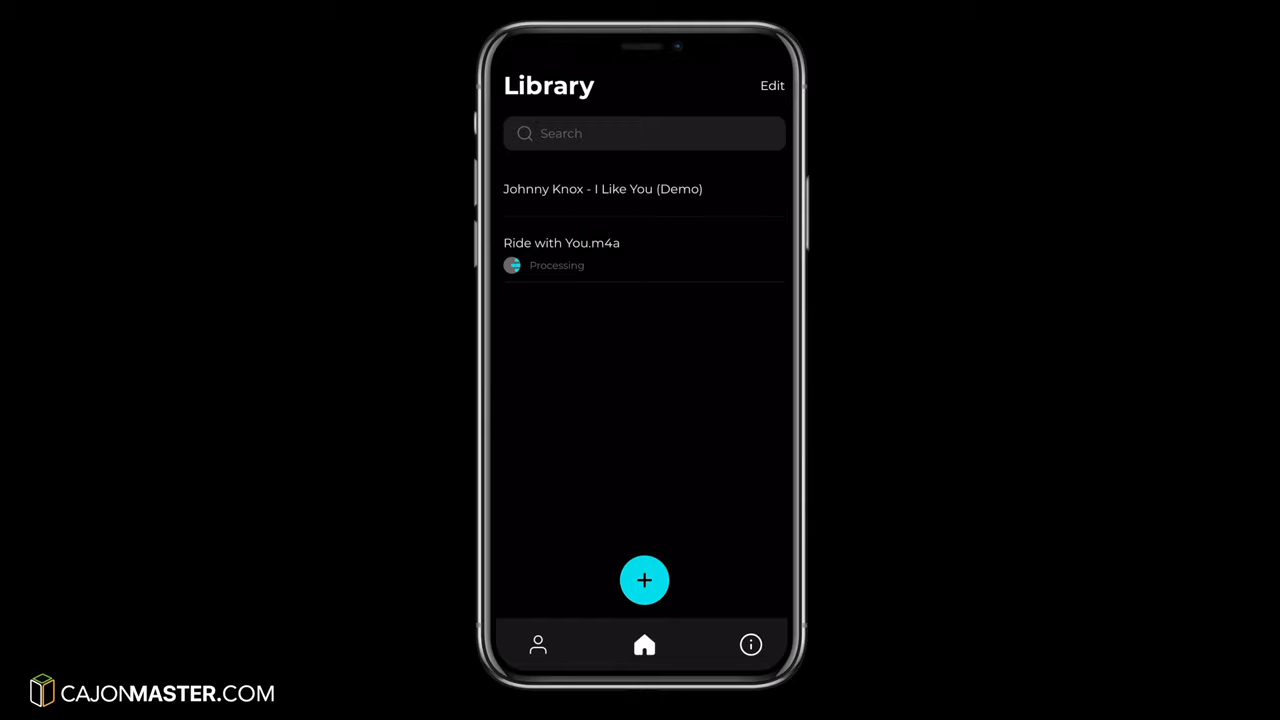 Library
Edit
Search
Johnny Knox - I Like You (Demo)
Ride with You.m4a
Processing
CAJONMASTER.COM